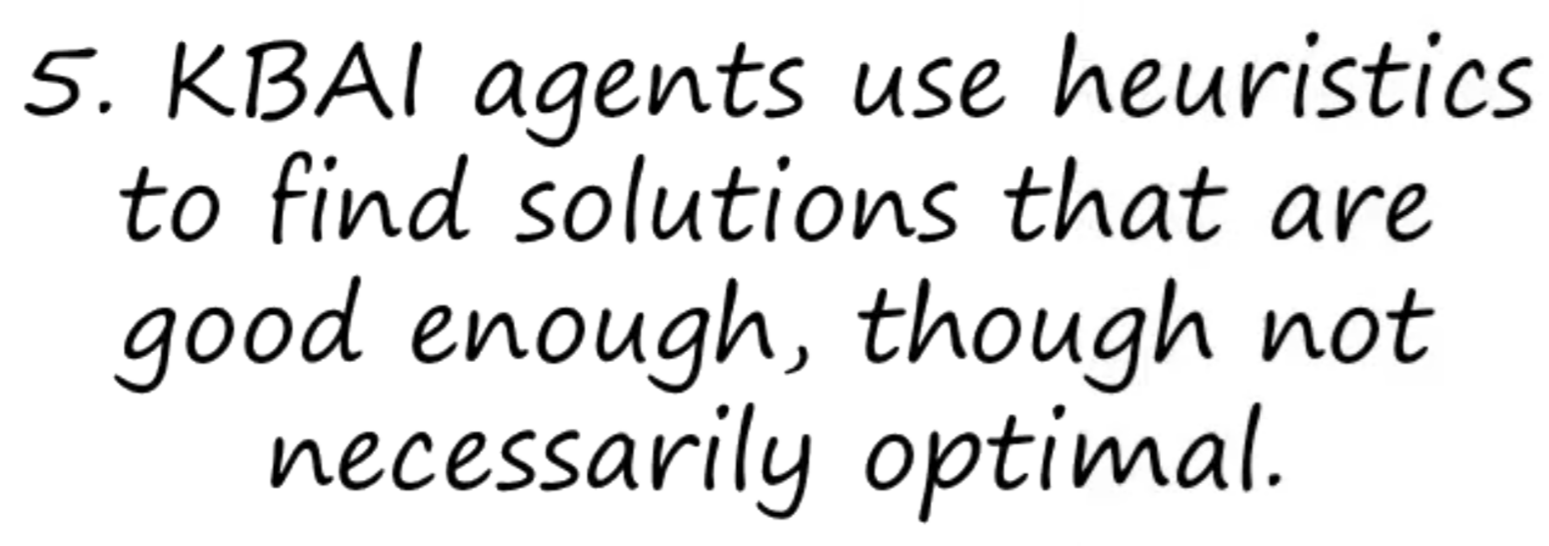 5. KBAI agents use heuristics
to find solutions that are
good enough, though not
necessarily optimal.